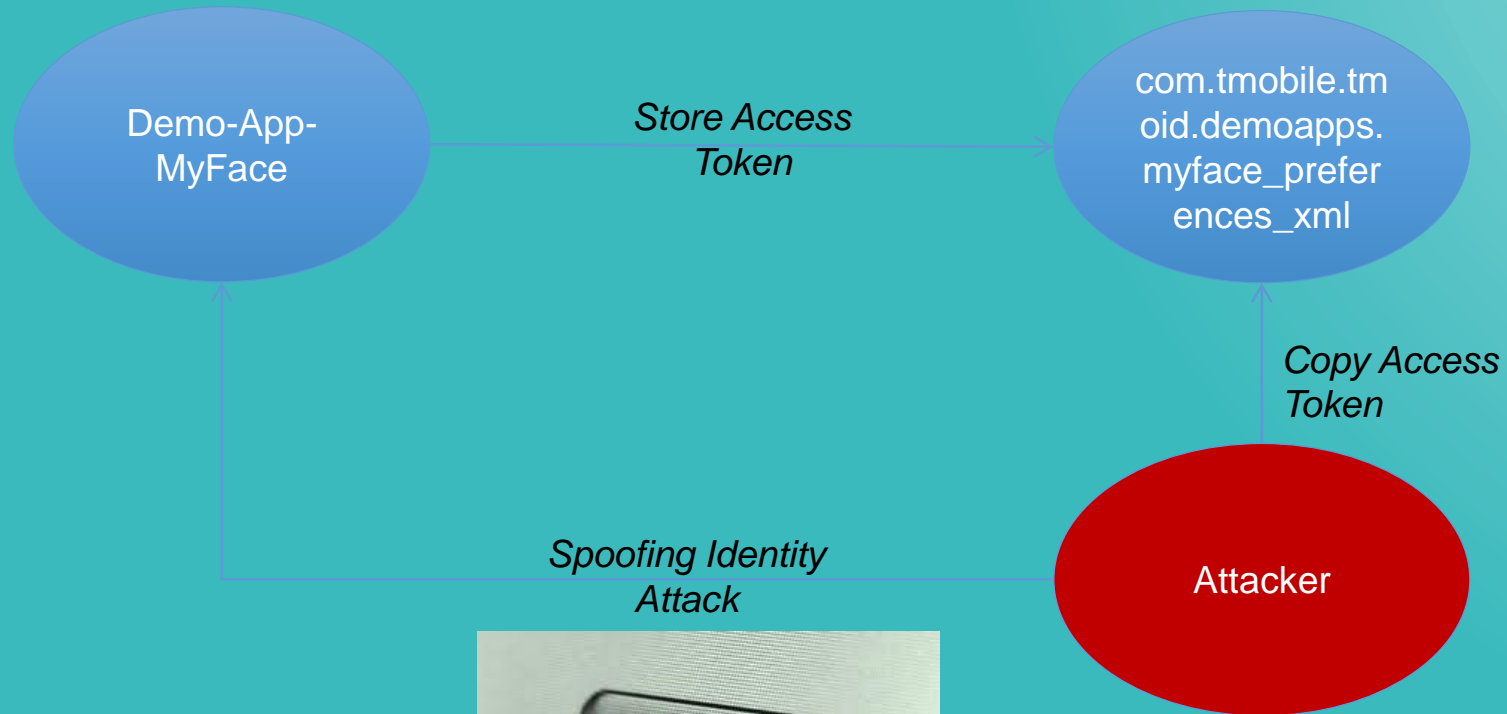 Demo-App-
MyFace
Store Access
Token
com.tmobile.tm
oid.demoapps.
myface_prefer
ences_xml
Copy Access
Token
Spoofing Identity
Attack
Attacker